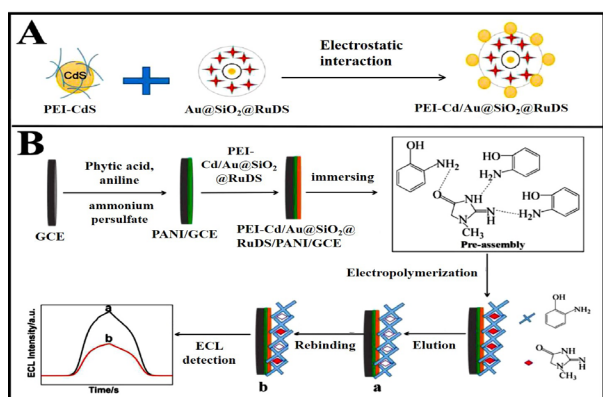 A
CdS
PEI-CdS
Au@SiO2@RuDS
Electrostatic
interaction
PEI-Cd/Au@SiO2@RuDS
B
GCE
Phytic acid,
aniline
ammonium
persulfate
PANI/GCE
PEI-
Cd/Au@SiO2
@RuDS
PEI-Cd/Au@SiO2@
RuDS/PANI/GCE
immersing
OH
NH2
O
NH
N
NH
CH3
HO
H2N
HO
H2N
Pre-assembly
Electropolymerization
OH
NH2
O
NH
N
NH
CH3
Elution
a
Rebinding
b
ECL
detection
ECL Intensity/a.u.
a
b
Time/s